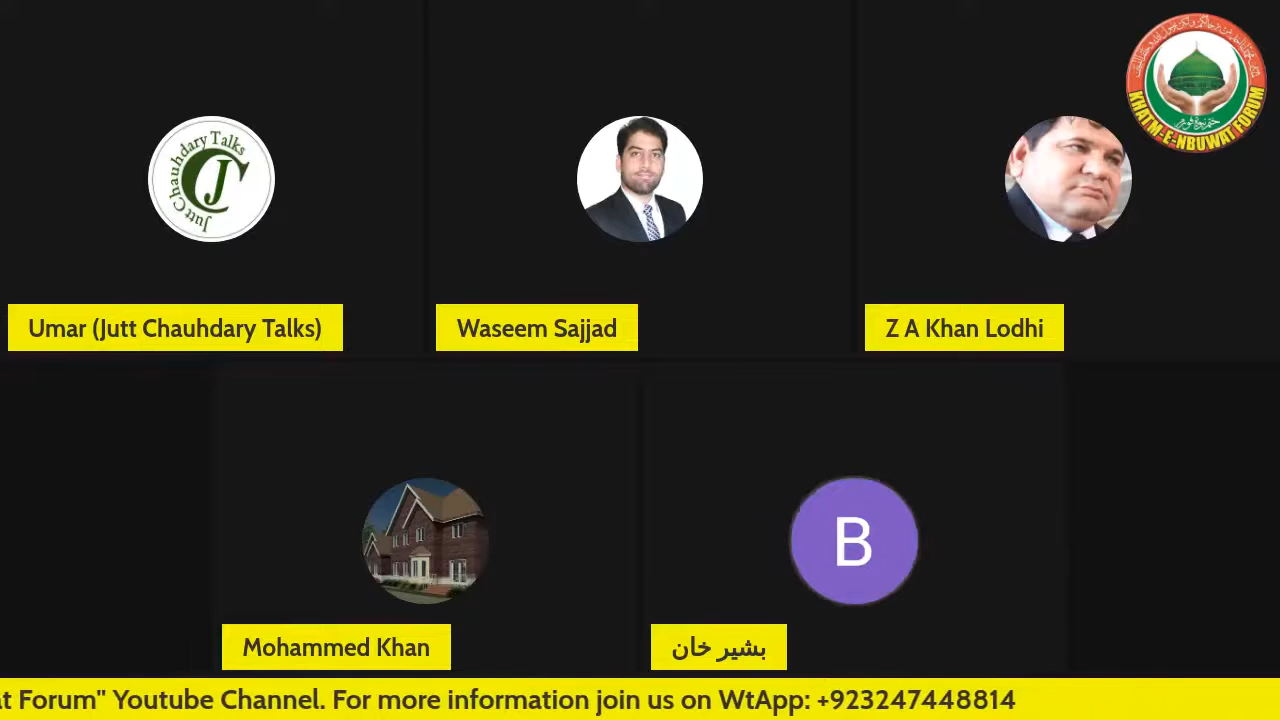 Jutt Chauhdary Talks
KHATM-E-NBUWAT FORUM
Umar (Jutt Chauhdary Talks)
Waseem Sajjad
Z A Khan Lodhi
B
Mohammed Khan
بشیر خان
at Forum" Youtube Channel. For more information join us on WtApp: +923247448814